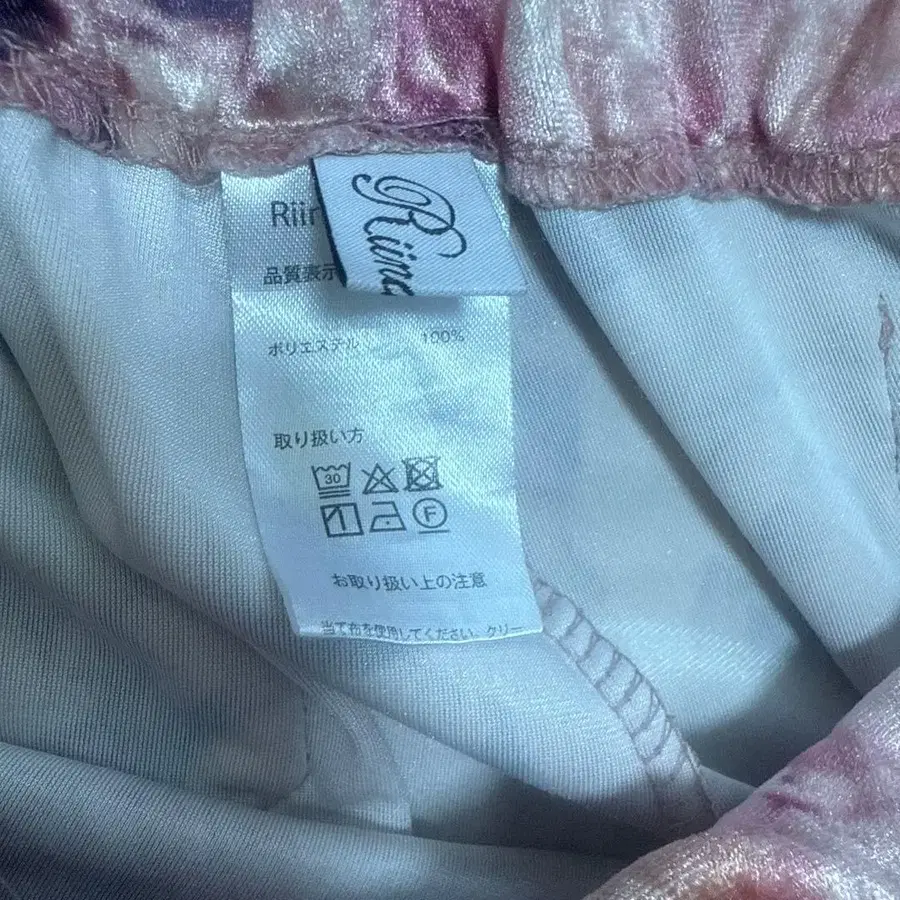 Riin
品質表示
ポリエステル 100%
取り扱い方
30
F
お取り扱い上の注意
当て布を使用してください。クリー